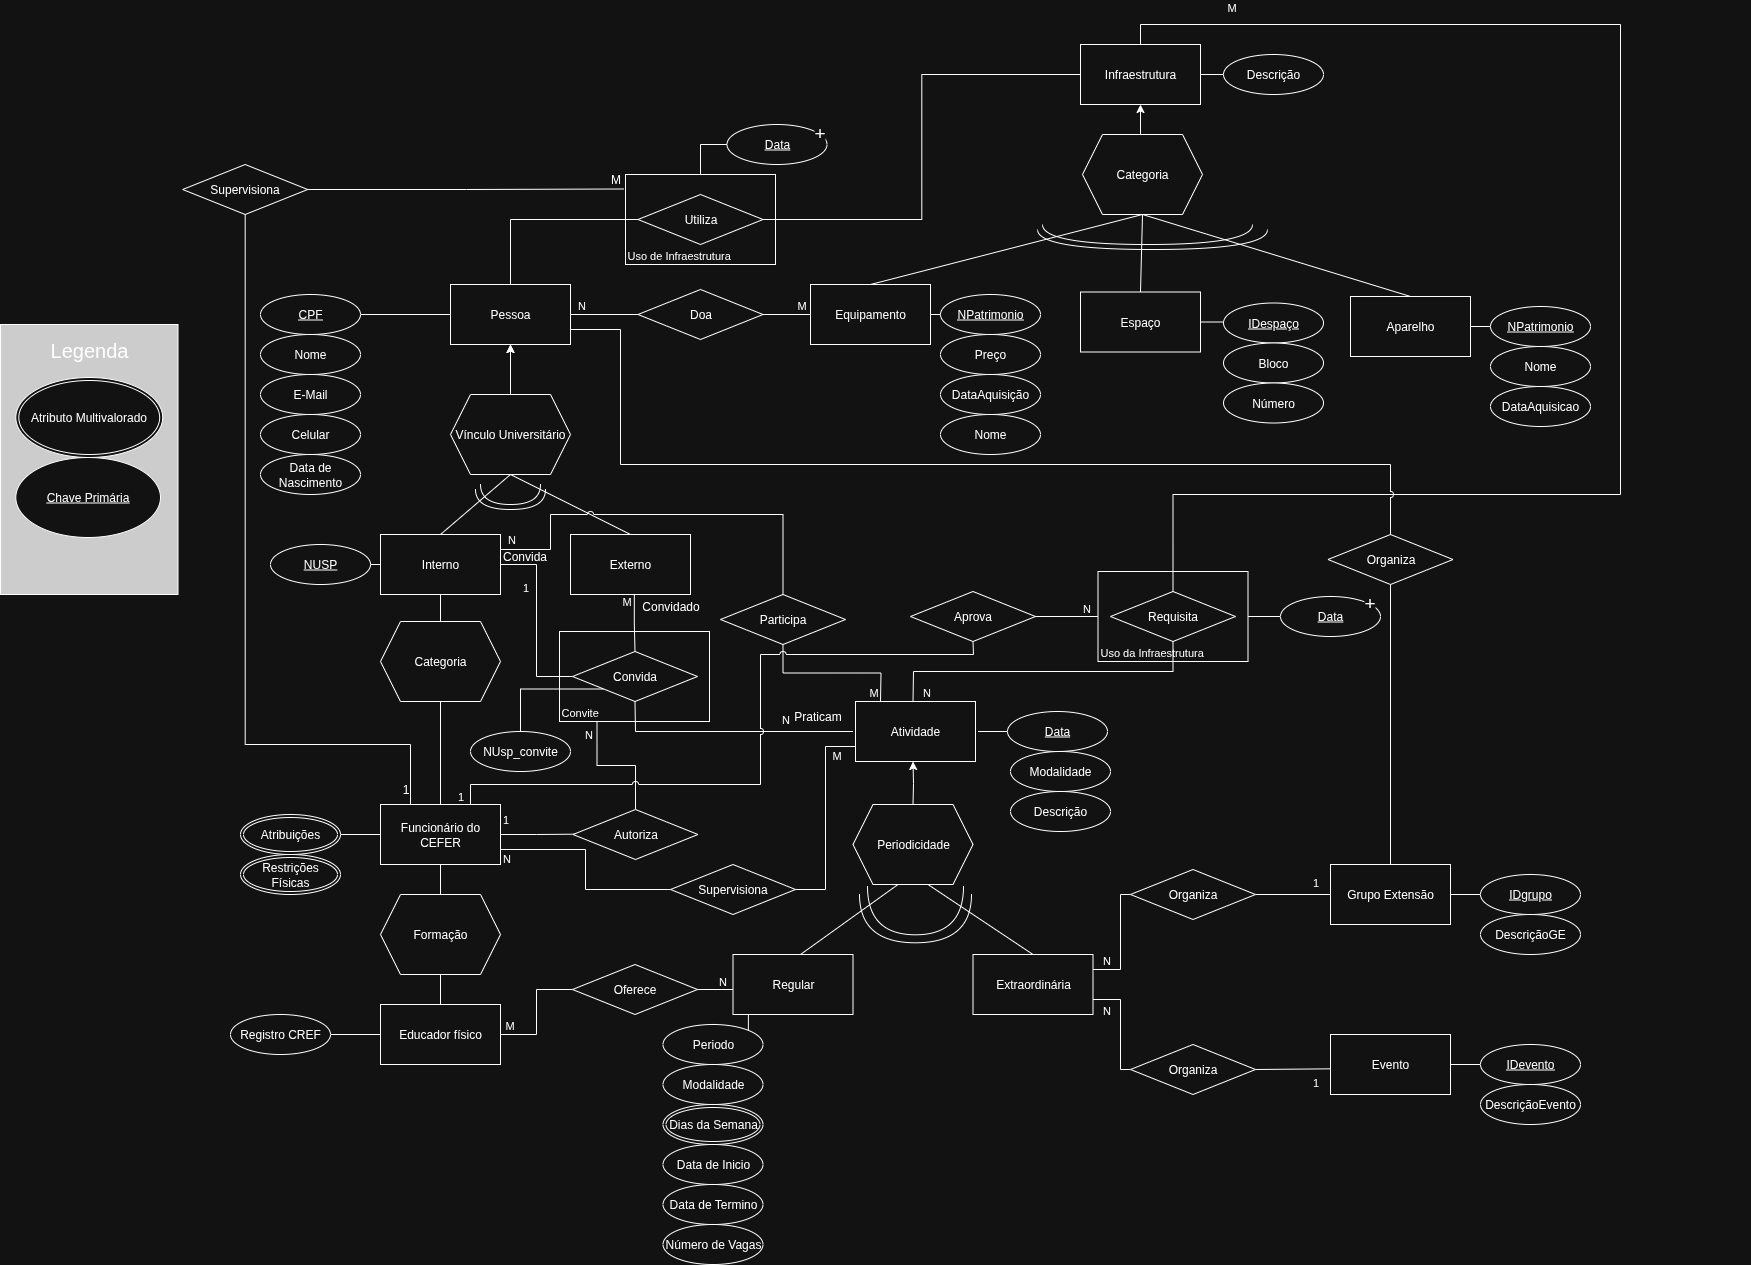 M
Infraestrutura
Descrição
+
Data
Categoria
M
Supervisiona
Utiliza
Uso de Infraestrutura
CPF
Pessoa
N
Doa
M
Equipamento
NPatrimonio
Espaço
IDespaço
Aparelho
NPatrimonio
Legenda
Nome
Preço
Bloco
Nome
E-Mail
DataAquisição
Número
DataAquisicao
Atributo Multivalorado
Celular
Vínculo Universitário
Nome
Data de
Nascimento
Chave Primária
N
Convida
NUSP
Interno
Externo
Organiza
1
M
Convidado
Participa
Aprova
N
Requisita
+
Data
Uso da Infraestrutura
Categoria
Convida
Convite
M
N
N
Praticam
N
Atividade
Data
NUsp_convite
M
Modalidade
1
1
Descrição
Atribuições
Funcionário do
CEFER
1
Autoriza
Periodicidade
N
Restrições
Físicas
Supervisiona
Organiza
1
Grupo Extensão
IDgrupo
Formação
DescriçãoGE
N
Oferece
N
Regular
Extraordinária
N
Registro CREF
Educador físico
M
Periodo
Organiza
1
Evento
IDevento
Modalidade
DescriçãoEvento
Dias da Semana
Data de Inicio
Data de Termino
Número de Vagas